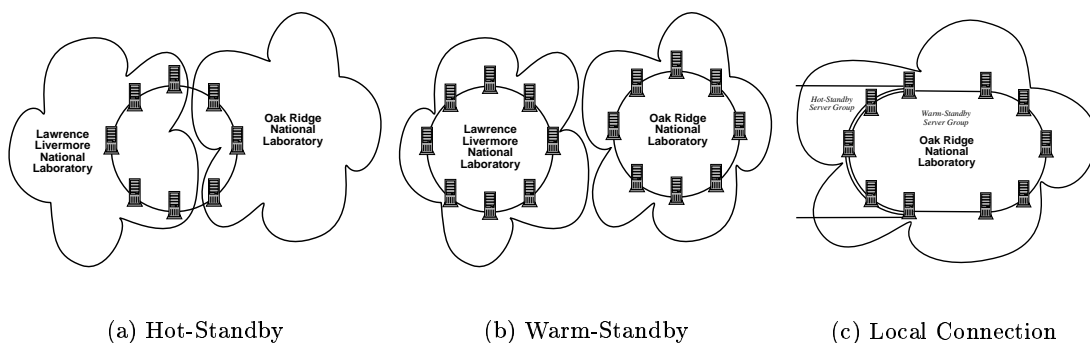 Lawrence
Livermore
National
Laboratory
Oak Ridge
National
Laboratory
(a) Hot-Standby
Lawrence
Livermore
National
Laboratory
Oak Ridge
National
Laboratory
(b) Warm-Standby
Hot-Standby
Server Group
Warm-Standby
Server Group
Oak Ridge
National
Laboratory
(c) Local Connection